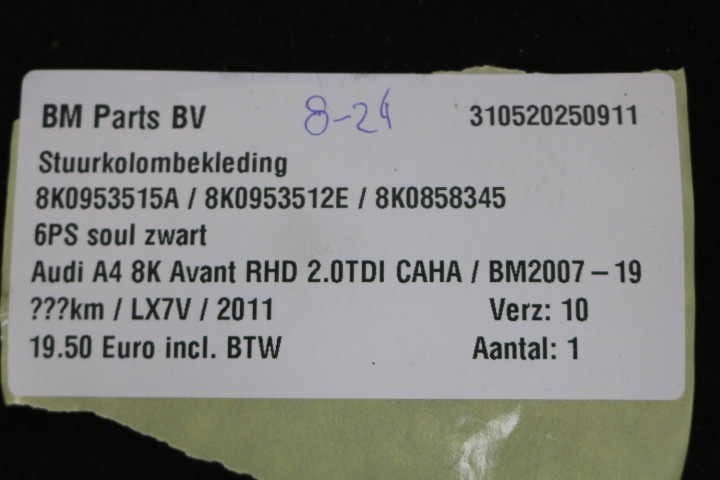 BM Parts BV 8-24 310520250911
Stuurkolombekleding
8K0953515A / 8K0953512E / 8K0858345
6PS soul zwart
Audi A4 8K Avant RHD 2.0TDI CAHA / BM2007-19
???km / LX7V / 2011 Verz: 10
19.50 Euro incl. BTW Aantal: 1